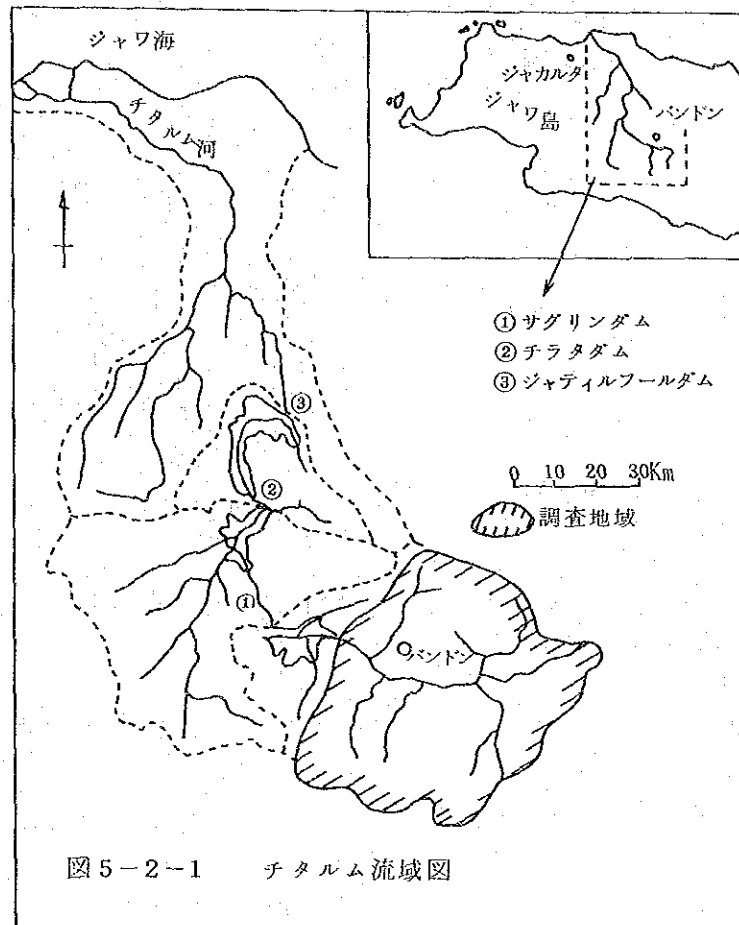 ジャワ海
チタルム河
ジャカルタ
ジャワ島
バンドン
①サグリンダム
②チラタダム
③ジャティルフールダム
③
0 10 20 30Km
調査地域
②
①
バンドン
図5-2-1 チタルム流域図